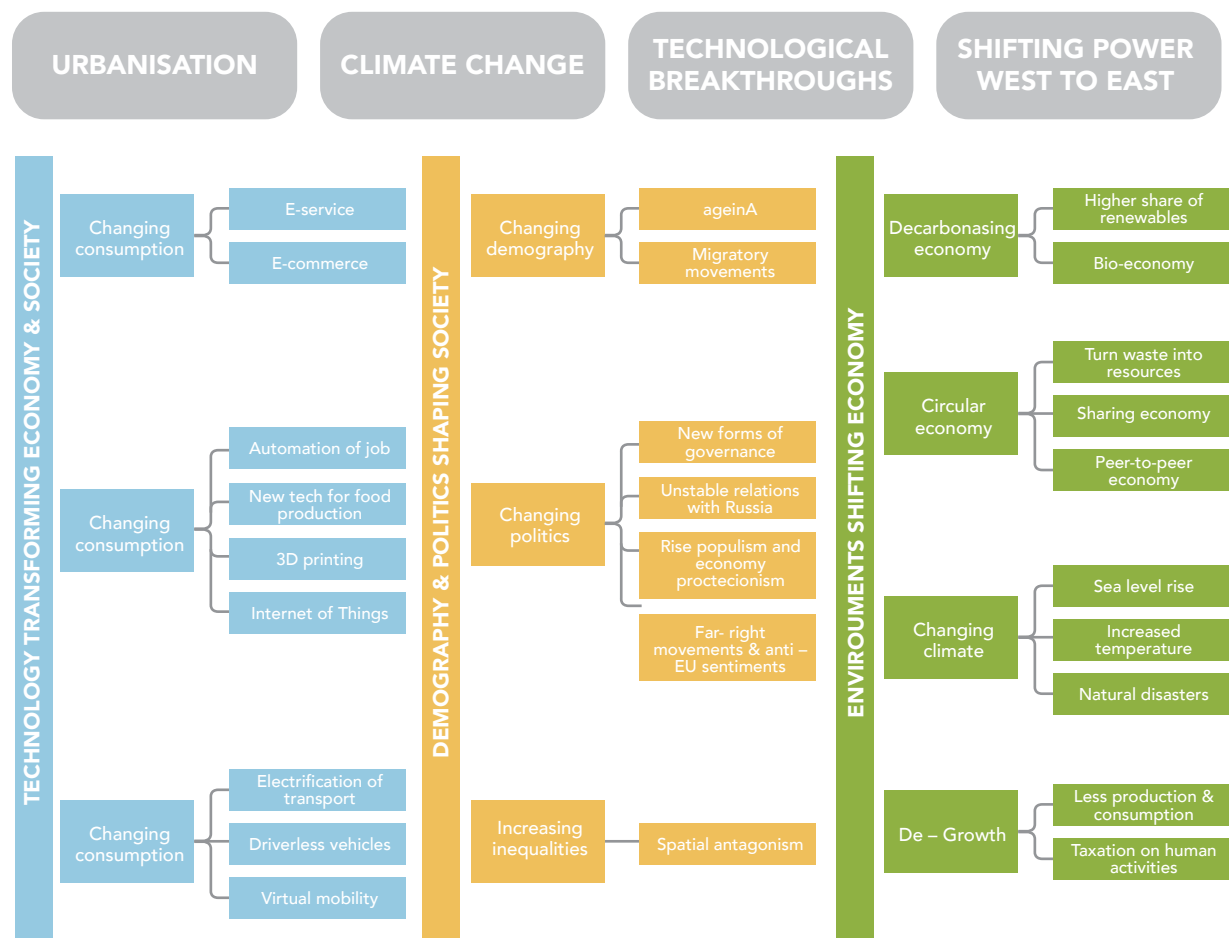 URBANISATION
CLIMATE CHANGE
TECHNOLOGICAL
BREAKTHROUGHS
SHIFTING POWER
WEST TO EAST
TECHNOLOGY TRANSFORMING ECONOMY & SOCIETY
Changing
consumption
E-service
E-commerce
Changing
consumption
Automation of job
New tech for food
production
3D printing
Internet of Things
Changing
consumption
Electrification of
transport
Driverless vehicles
Virtual mobility
DEMOGRAPHY & POLITICS SHAPING SOCIETY
Changing
demography
ageinA
Migratory
movements
Changing
politics
New forms of
governance
Unstable relations
with Russia
Rise populism and
economy
proctecionism
Far- right
movements & anti –
EU sentiments
Increasing
inequalities
Spatial antagonism
ENVIROUMENTS SHIFTING ECONOMY
Decarbonasing
economy
Higher share of
renewables
Bio-economy
Circular
economy
Turn waste into
resources
Sharing economy
Peer-to-peer
economy
Changing
climate
Sea level rise
Increased
temperature
Natural disasters
De – Growth
Less production &
consumption
Taxation on human
activities